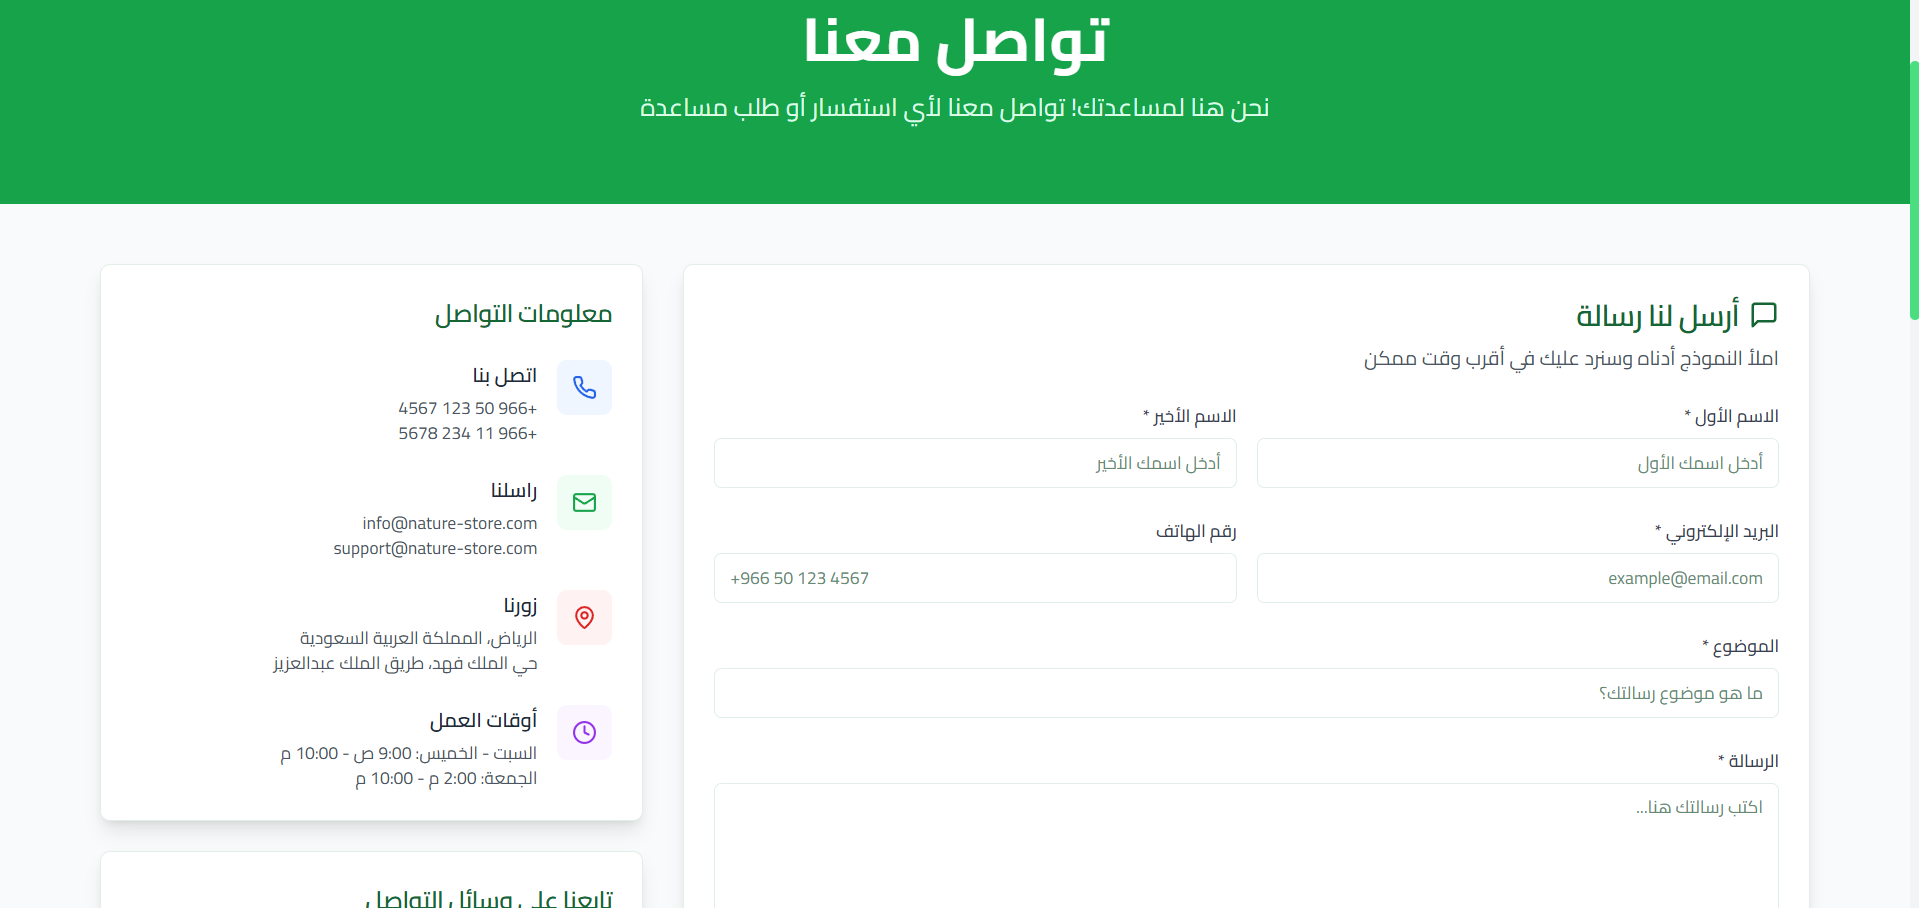 تواصل معنا
نحن هنا لمساعدتك! تواصل معنا لأي استفسار أو طلب مساعدة
أرسل لنا رسالة
املأ النموذج أدناه وسنرد عليك في أقرب وقت ممكن
الاسم الأول *
أدخل اسمك الأول
الاسم الأخير *
أدخل اسمك الأخير
البريد الإلكتروني *
example@email.com
رقم الهاتف
+966 50 123 4567
الموضوع *
ما هو موضوع رسالتك؟
الرسالة *
اكتب رسالتك هنا...
معلومات التواصل
اتصل بنا
4567 123 50 966+
5678 234 11 966+
راسلنا
info@nature-store.com
support@nature-store.com
زورنا
الرياض، المملكة العربية السعودية
حي الملك فهد، طريق الملك عبدالعزيز
أوقات العمل
السبت - الخميس: 9:00 ص - 10:00 م
الجمعة: 2:00 م - 10:00 م
تابعنا على وسائل التواصل